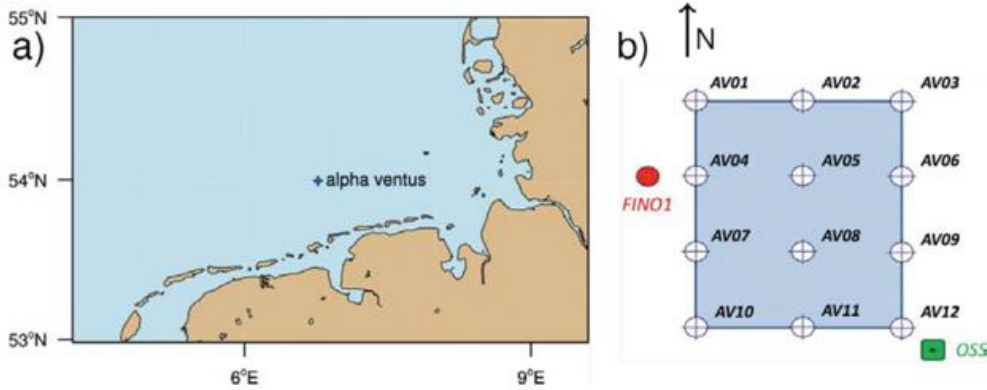 a)
55°N
54°N
53°N
6°E
9°E
alpha ventus
b)
N
AV01 AV02 AV03
AV04 AV05 AV06
FINO1
AV07 AV08 AV09
AV10 AV11 AV12
OSS